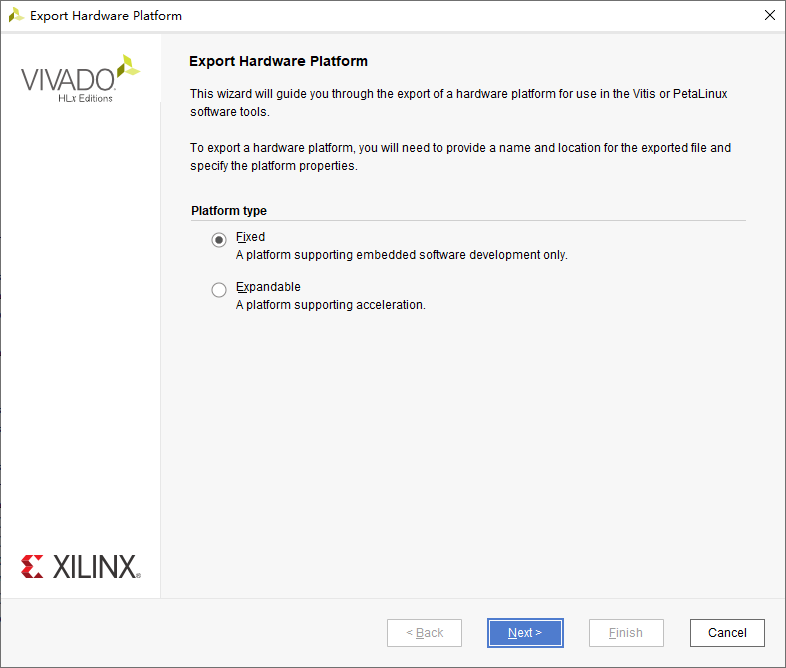 Export Hardware Platform
VIVADO
HLx Editions
Export Hardware Platform
This wizard will guide you through the export of a hardware platform for use in the Vitis or PetaLinux
software tools.
To export a hardware platform, you will need to provide a name and location for the exported file and
specify the platform properties.
Platform type
Fixed
A platform supporting embedded software development only.
Expandable
A platform supporting acceleration.
XILINX®
< Back
Next >
Finish
Cancel